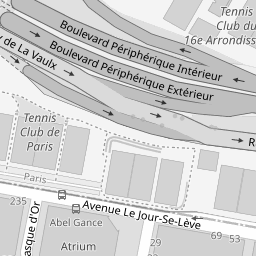 Tennis
Club du
16e Arrondiss
Boulevard Périphérique Intérieur
Boulevard Périphérique Extérieur
de La Vaulx
Tennis
Club de
Paris
R
Paris
Avenue Le Jour-Se-Lève
235
Abel Gance
Atrium
asque d'Or
150
69
53